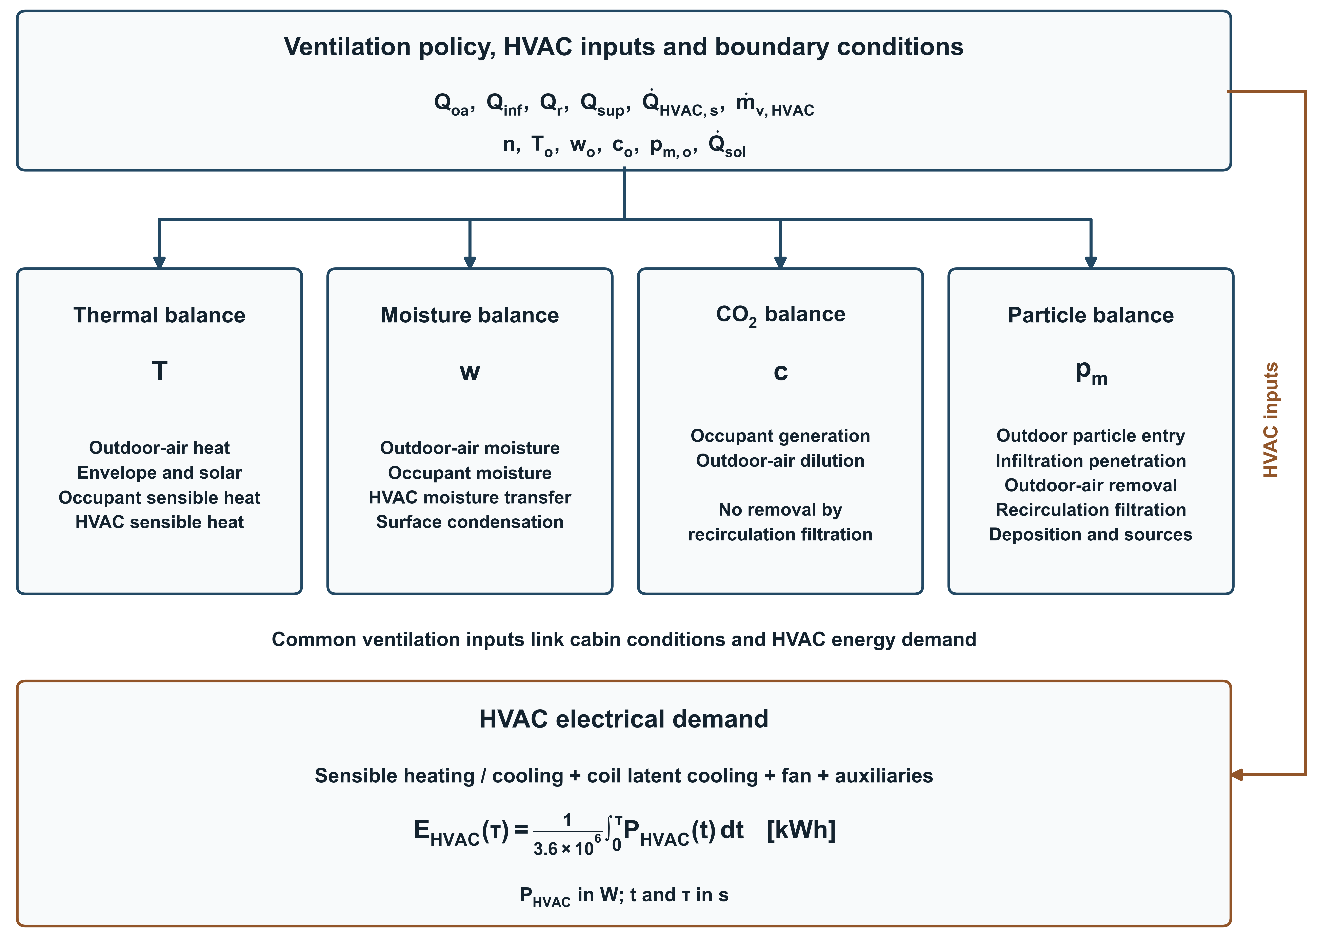 Ventilation policy, HVAC inputs and boundary conditions
Q_oa, Q_inf, Q_r, Q_sup, Q̇_HVAC, s, ṁ_v, HVAC
n, T_o, w_o, c_o, p_m, o, Q̇_sol
Thermal balance
T
Outdoor-air heat
Envelope and solar
Occupant sensible heat
HVAC sensible heat
Moisture balance
w
Outdoor-air moisture
Occupant moisture
HVAC moisture transfer
Surface condensation
CO₂ balance
c
Occupant generation
Outdoor-air dilution
No removal by
recirculation filtration
Particle balance
p_m
Outdoor particle entry
Infiltration penetration
Outdoor-air removal
Recirculation filtration
Deposition and sources
HVAC inputs
Common ventilation inputs link cabin conditions and HVAC energy demand
HVAC electrical demand
Sensible heating / cooling + coil latent cooling + fan + auxiliaries
E_HVAC(τ) = 1/(3.6 × 10⁶) ∫₀^τ P_HVAC(t) dt [kWh]
P_HVAC in W; t and τ in s